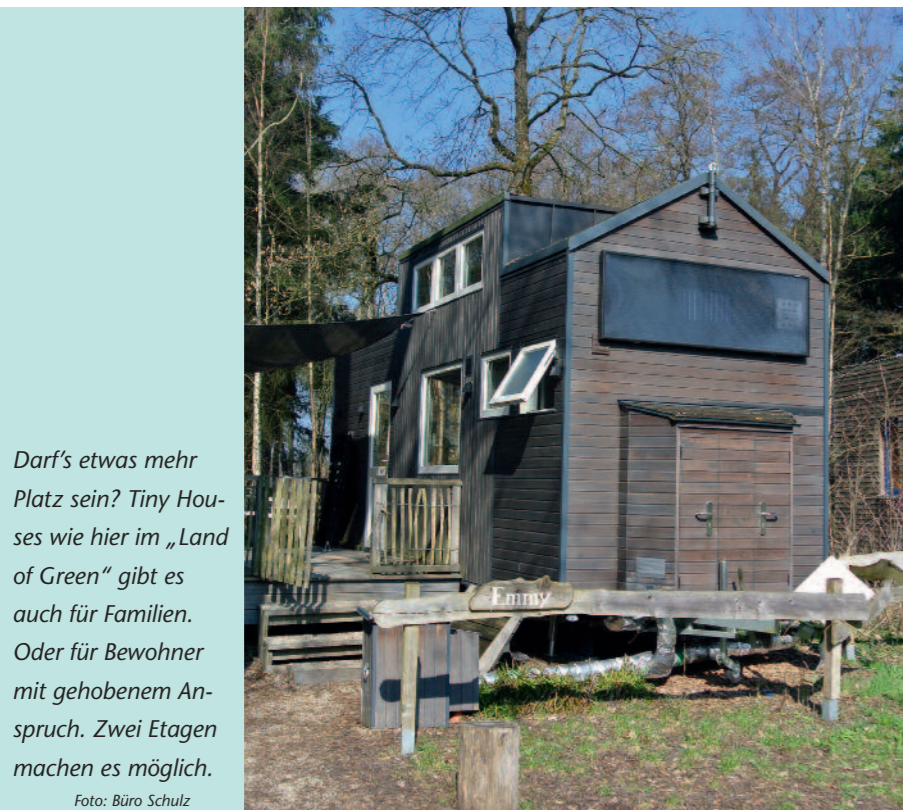 Darf's etwas mehr
Platz sein? Tiny Hou-
ses wie hier im „Land
of Green“ gibt es
auch für Familien.
Oder für Bewohner
mit gehobenem An-
spruch. Zwei Etagen
machen es möglich.
Foto: Büro Schulz
Emmy